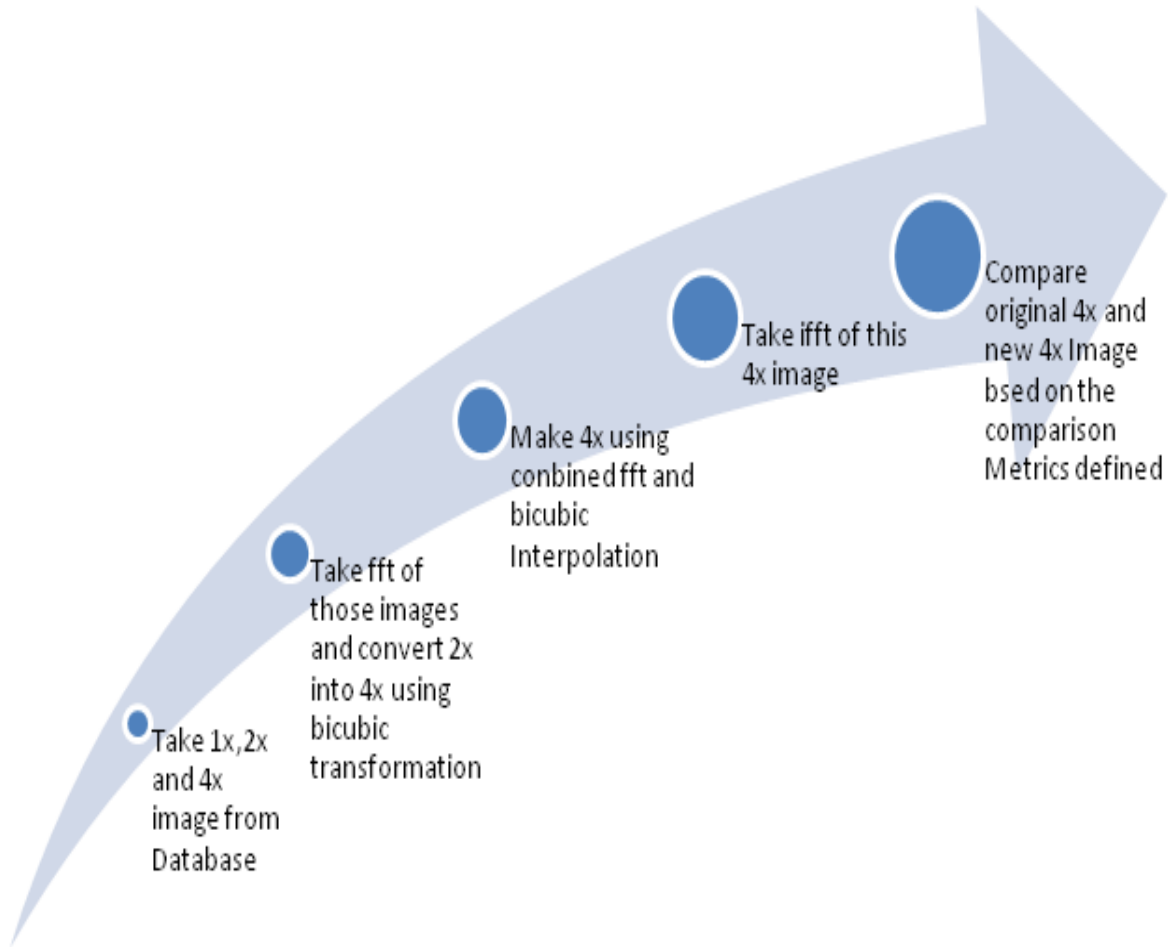 Take 1x,2x
and 4x
image from
Database
Take fft of
those images
and convert 2x
into 4x using
bicubic
transformation
Make 4x using
conbined fft and
bicubic
Interpolation
Take ifft of this
4x image
Compare
original 4x and
new 4x Image
bsed on the
comparison
Metrics defined